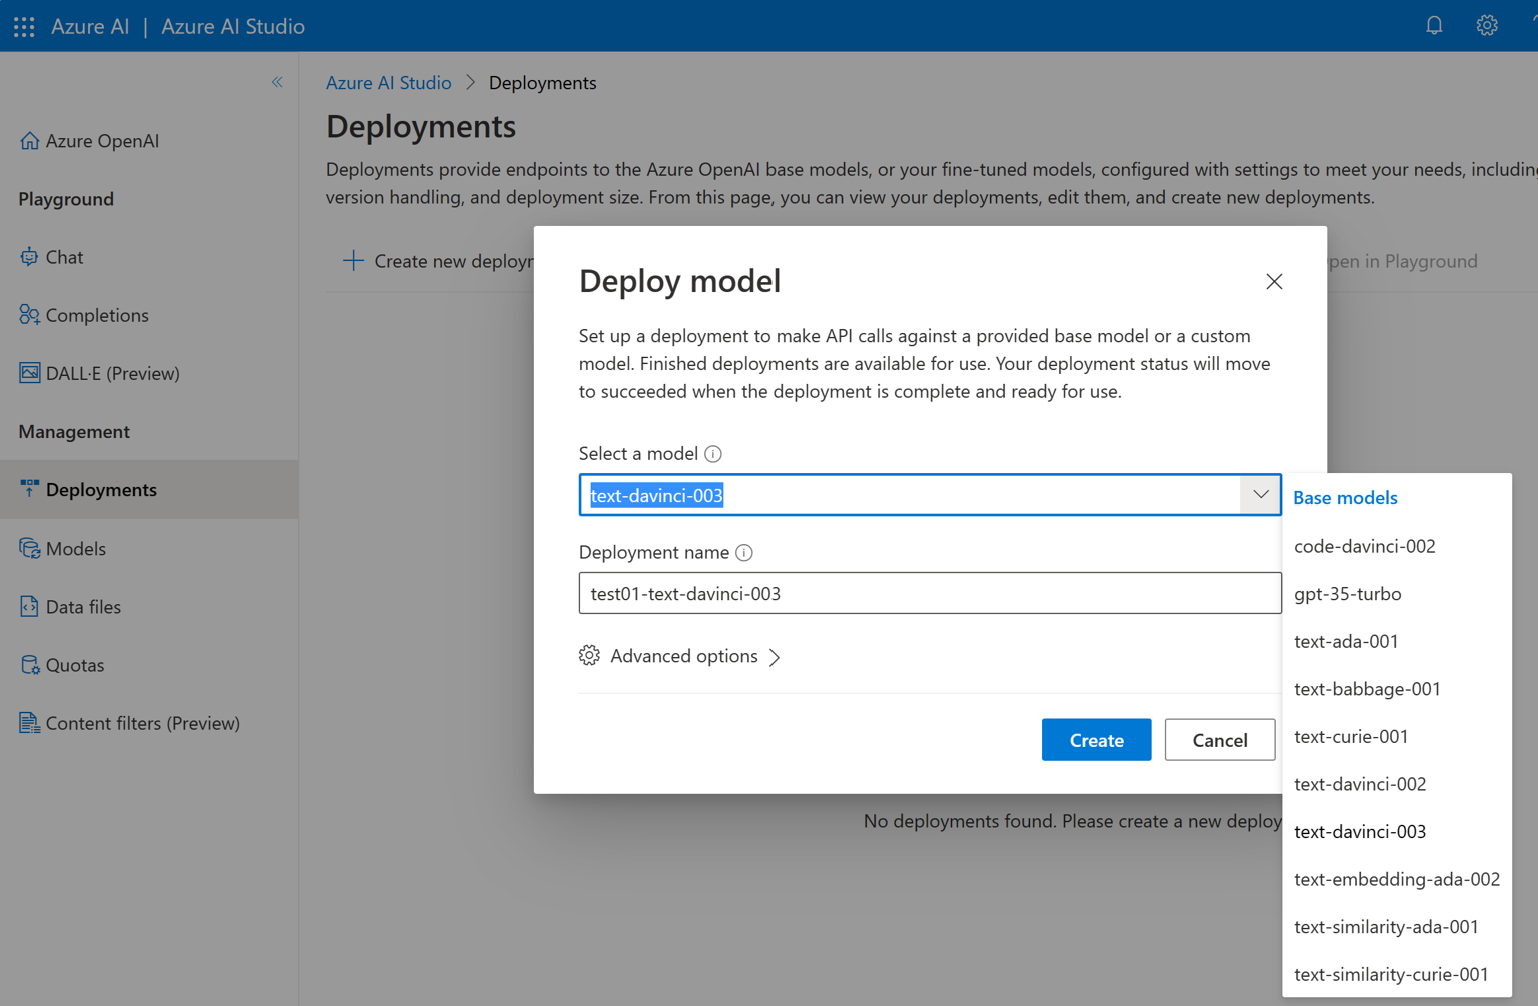 Azure AI | Azure AI Studio
Azure AI Studio > Deployments
Deployments
Deployments provide endpoints to the Azure OpenAI base models, or your fine-tuned models, configured with settings to meet your needs,
version handling, and deployment size. From this page, you can view your deployments, edit them, and create new deployments.
Azure OpenAI
Playground
Chat
Completions
DALL·E (Preview)
Management
Deployments
Models
Data files
Quotas
Content filters (Preview)
Create new
in Playground
Deploy model
Set up a deployment to make API calls against a provided base model or a custom
model. Finished deployments are available for use. Your deployment status will move
to succeeded when the deployment is complete and ready for use.
Select a model
text-davinci-003
Deployment name
test01-text-davinci-003
Advanced options
Create
Cancel
Base models
code-davinci-002
gpt-35-turbo
text-ada-001
text-babbage-001
text-curie-001
text-davinci-002
text-davinci-003
text-embedding-ada-002
text-similarity-ada-001
text-similarity-curie-001
No deployments found. Please create a new